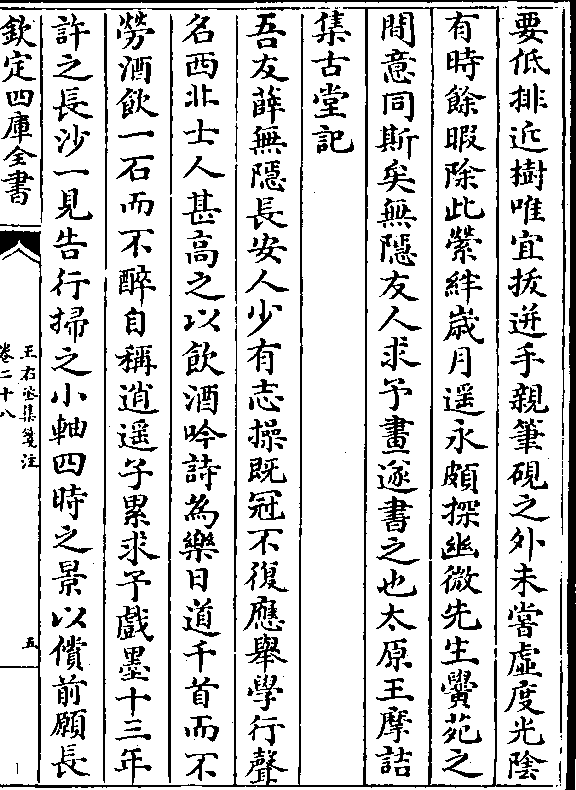 要低排近樹唯宜拔迸手親筆硯之外未嘗虛度光陰
有時餘暇除此縈絆歲月遥永頗探幽微先生黌苑之
間意同斯矣無隱友人求予畫遂書之也太原王摩詰
集古堂記
吾友薛無隱長安人少有志操既冠不復應舉學行聲
名西北士人甚高之以飲酒吟詩為樂日道千首而不
勞酒飲一石而不醉自稱逍遥子累求予戲墨十三年
許之長沙一見告行掃之小軸四時之景以償前願長
欽定四庫全書
王右丞集箋注
卷二十八
五